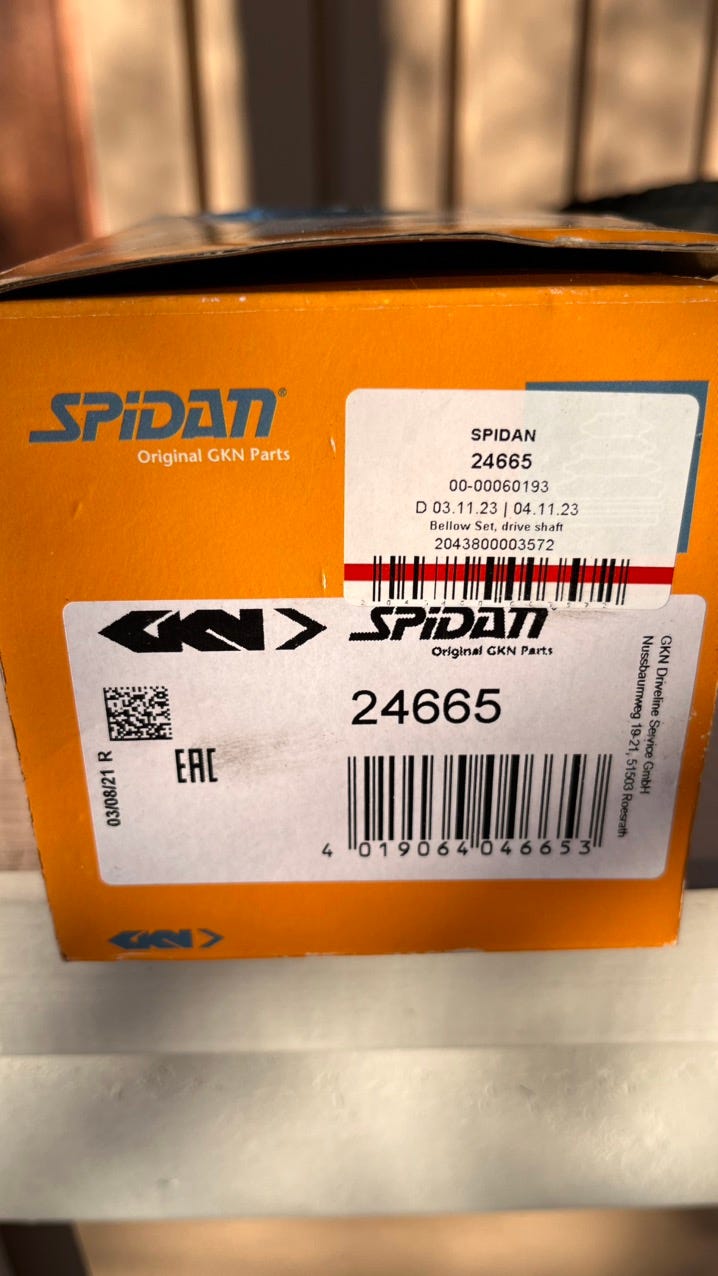 SPiDAN®
Original GKN Parts
SPIDAN
24665
00-00060193
D 03.11.23 | 04.11.23
Bellow Set, drive shaft
2043800003572
GKN
SPiDAN
Original GKN Parts
24665
03/08/21 R
EAC
4 019064 046653
GKN Driveline Service GmbH
Nussbaumweg 19-21, 51503 Roesrath
GKN